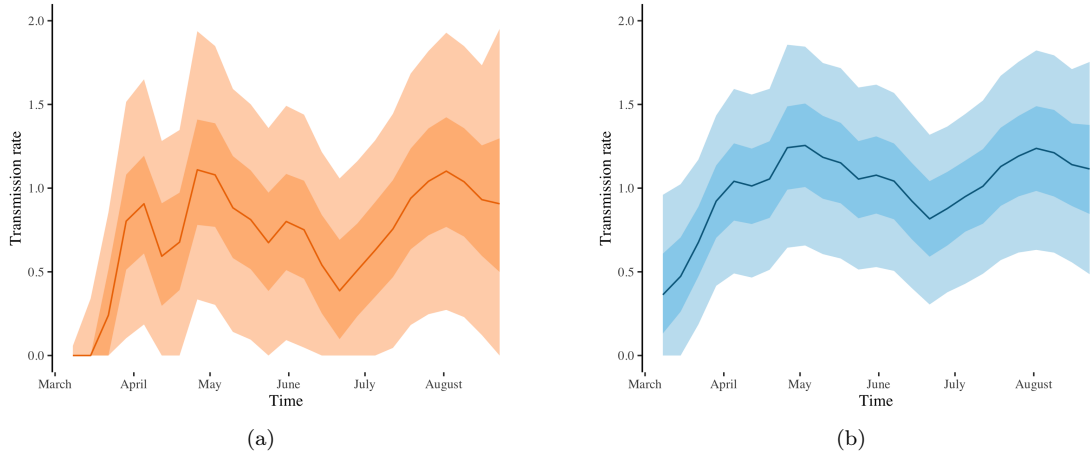 2.0
1.5
1.0
0.5
0.0
Transmission rate
March April May June July August
Time
(a)
2.0
1.5
1.0
0.5
0.0
Transmission rate
March April May June July August
Time
(b)